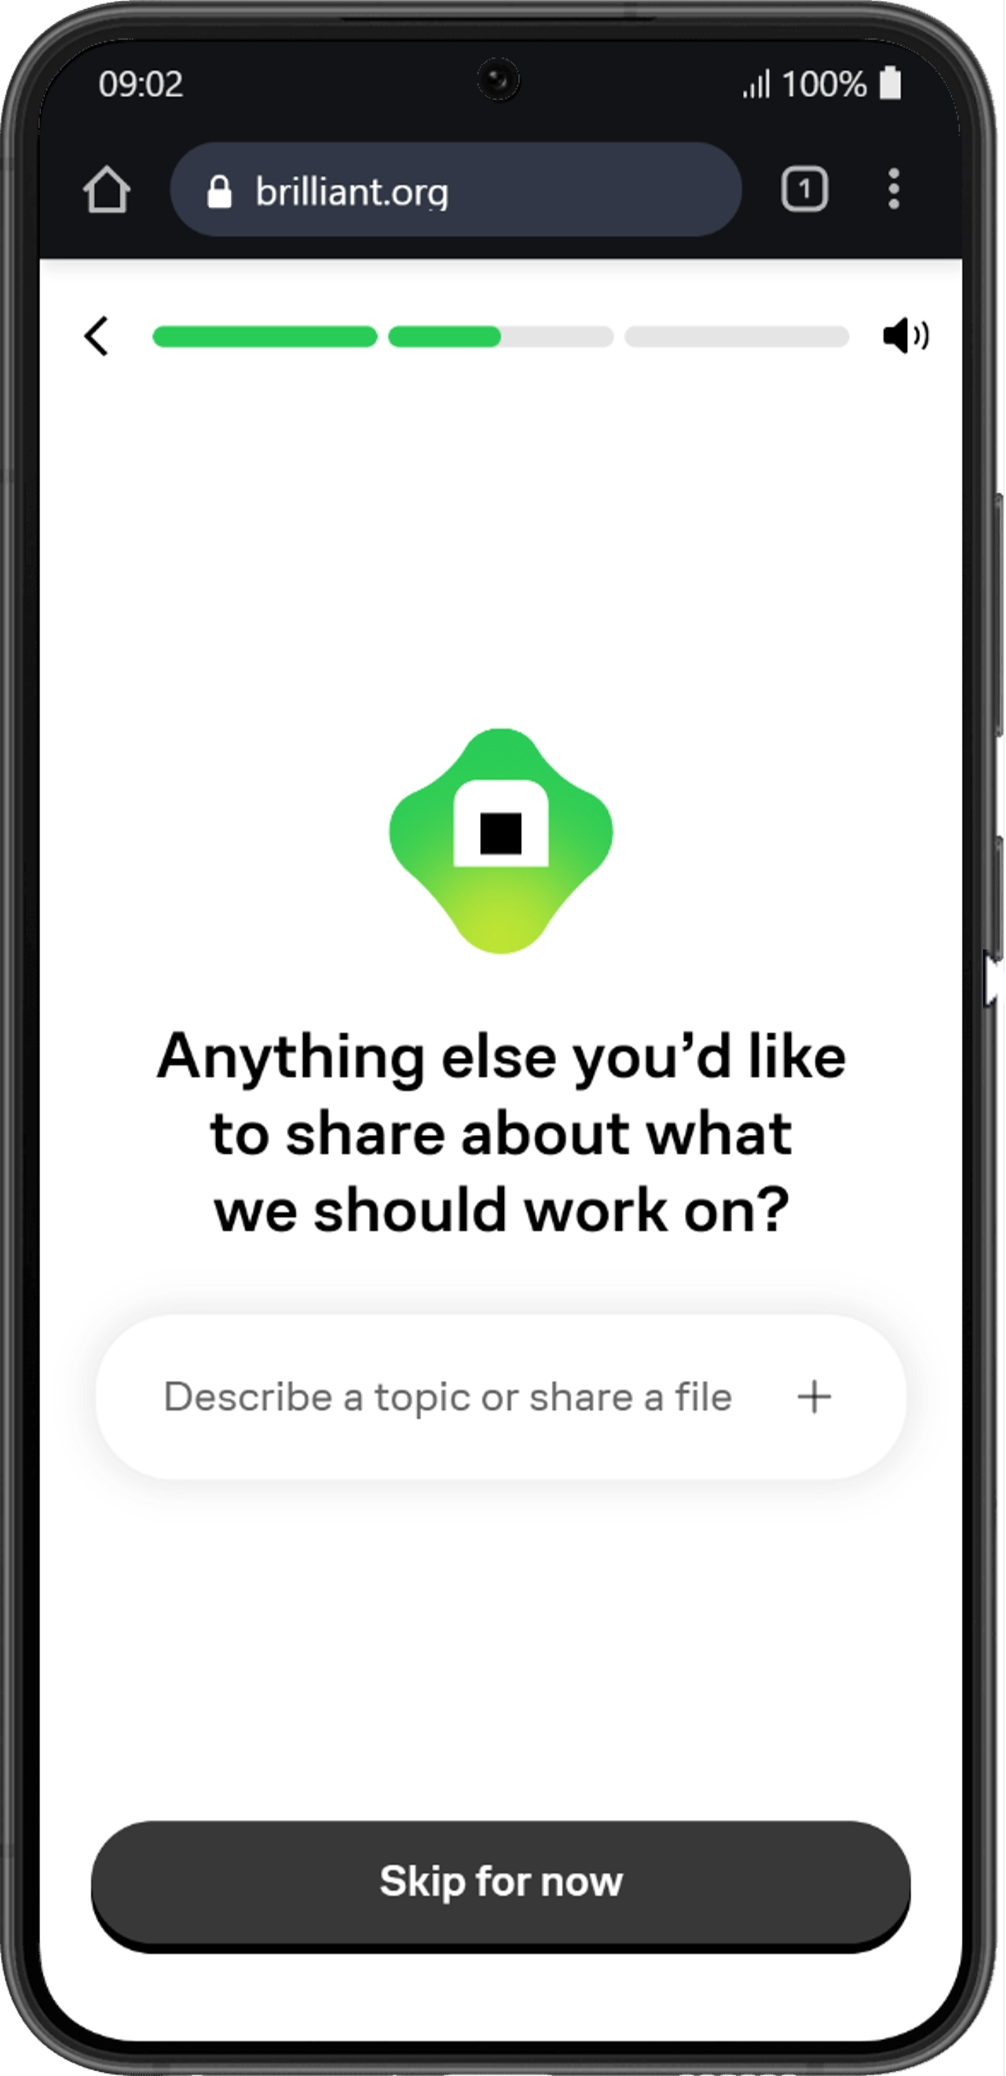 09:02
100%
brilliant.org
1
Anything else you’d like
to share about what
we should work on?
Describe a topic or share a file
Skip for now